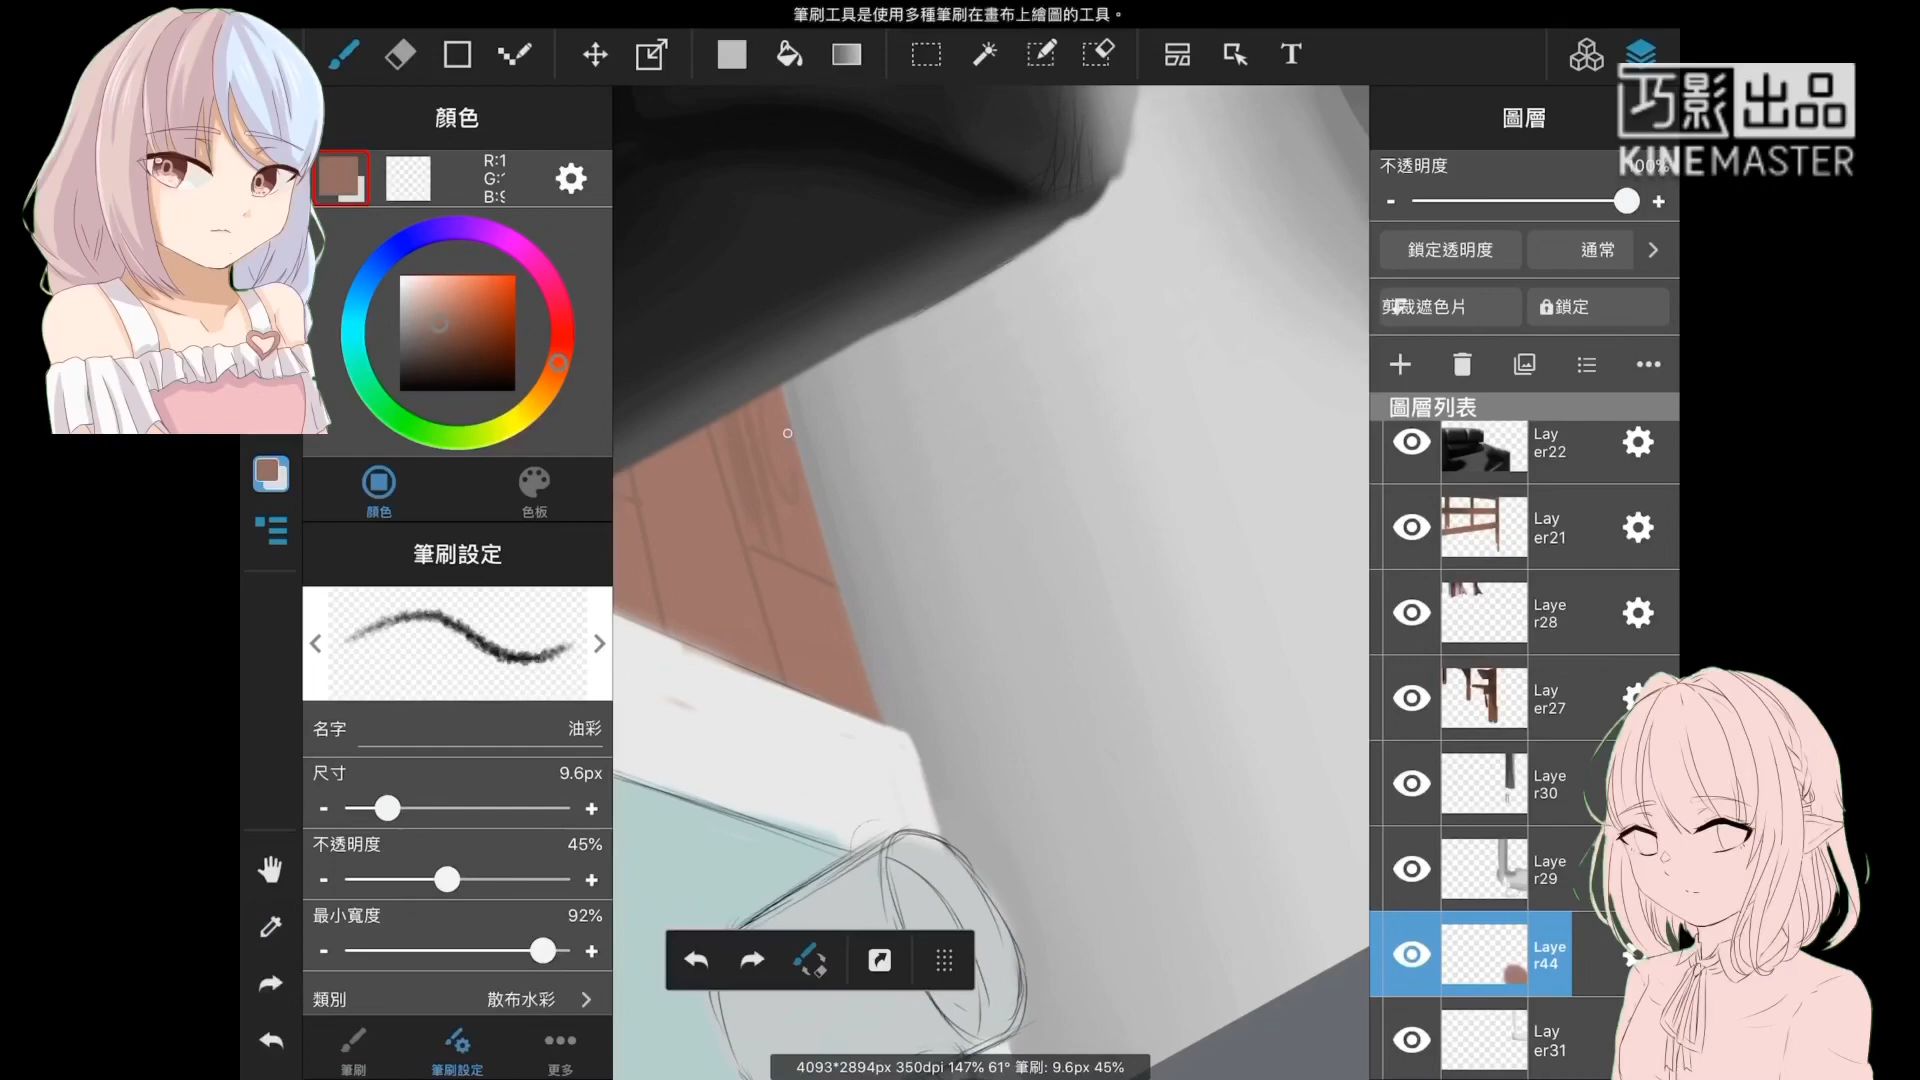 筆刷工具是使用多種筆刷在畫布上繪圖的工具。
T
顏色
R:1
G:
B:9
顏色
色板
筆刷設定
名字
油彩
尺寸
9.6px
- +
不透明度
45%
- +
最小寬度
92%
- +
類別
散布水彩
筆刷
筆刷設定
更多
4093*2894px 350dpi 147% 61° 筆刷: 9.6px 45%
圖層
巧影出品
KINEMASTER
不透明度
100%
- +
鎖定透明度
通常
剪裁遮色片
鎖定
圖層列表
Lay
er22
Lay
er21
Laye
r28
Lay
er27
Laye
r30
Laye
r29
Laye
r44
Lay
er31